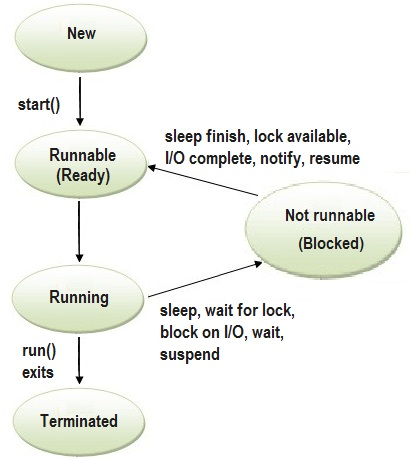 New
start()
sleep finish, lock available,
I/O complete, notify, resume
Runnable
(Ready)
Not runnable
(Blocked)
Running
sleep, wait for lock,
block on I/O, wait,
suspend
run()
exits
Terminated